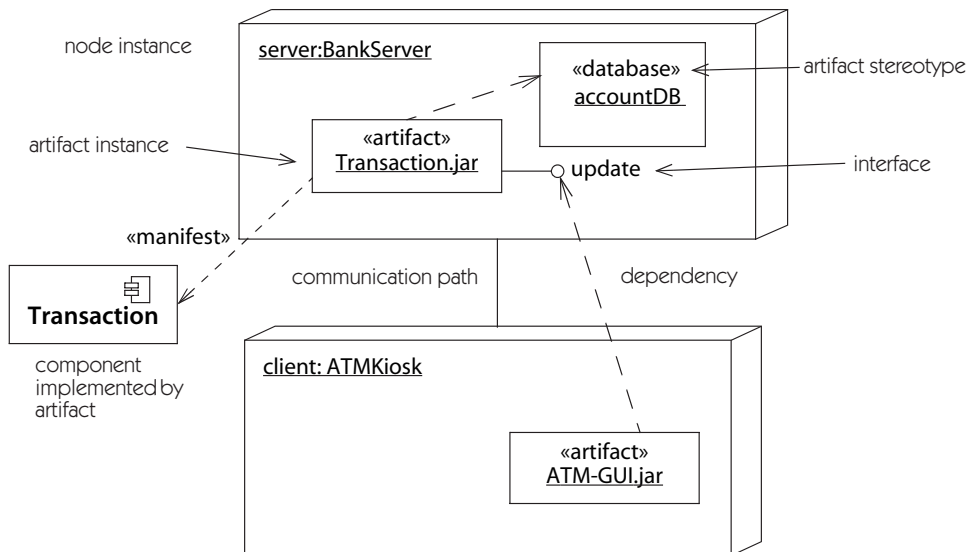 node instance
server:BankServer
«database»
accountDB
artifact stereotype
«artifact»
Transaction.jar
artifact instance
update
interface
«manifest»
communication path
dependency
Transaction
component
implemented by
artifact
client: ATMKiosk
«artifact»
ATM-GUI.jar